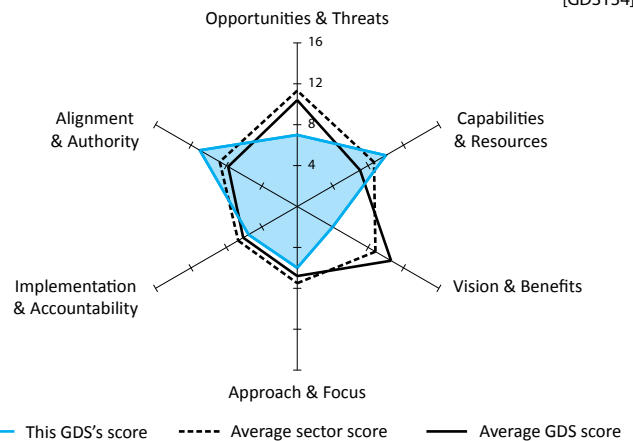 [GDS134]
Opportunities & Threats
16
12
8
4
Alignment
& Authority
Capabilities
& Resources
Implementation
& Accountability
Vision & Benefits
Approach & Focus
This GDS's score
Average sector score
Average GDS score